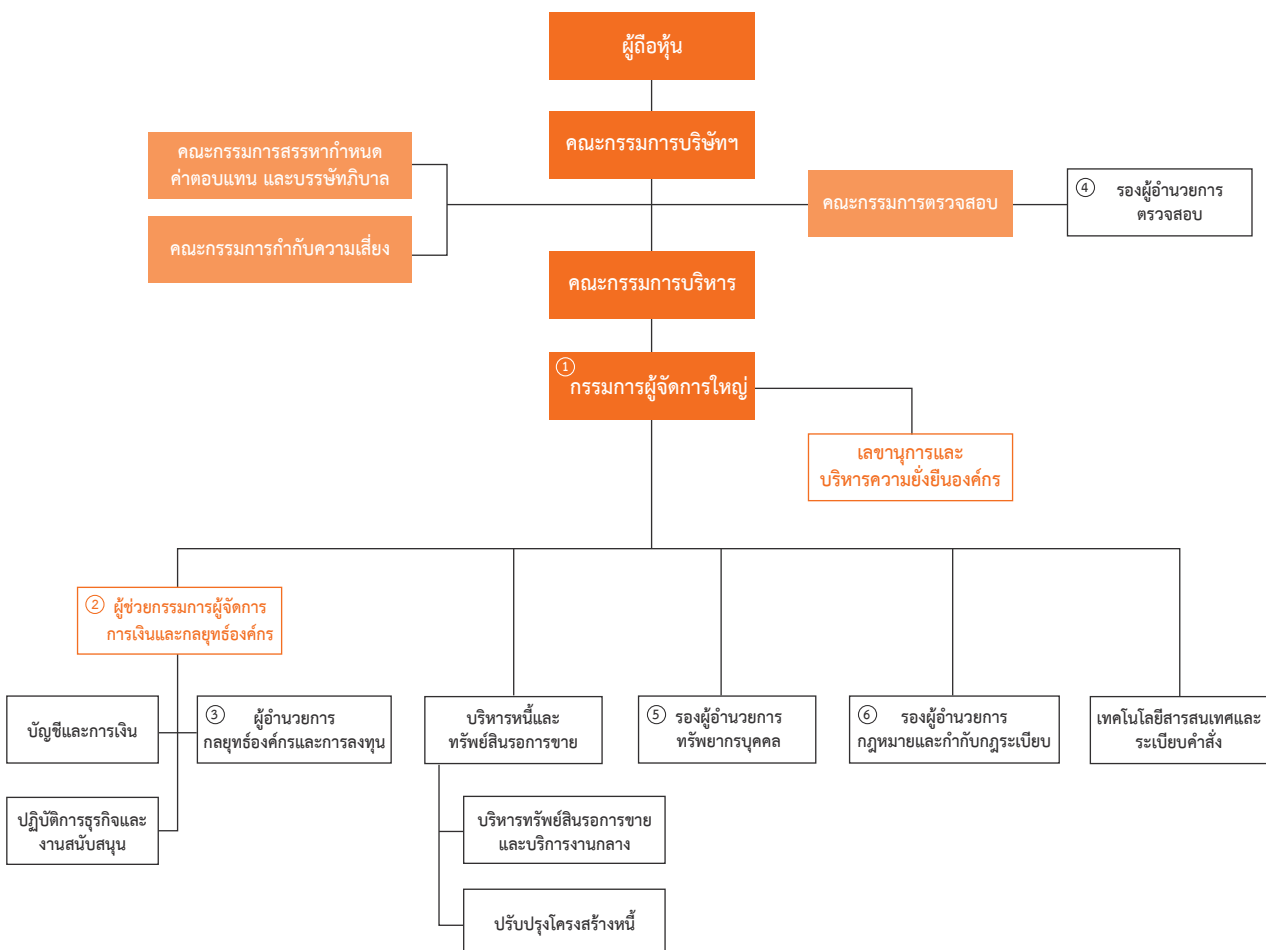 ผู้ถือหุ้น
คณะกรรมการบริษัทฯ
คณะกรรมการสรรหากำหนด
ค่าตอบแทน และบรรษัทภิบาล
คณะกรรมการกำกับความเสี่ยง
คณะกรรมการตรวจสอบ
④ รองผู้อำนวยการ
ตรวจสอบ
คณะกรรมการบริหาร
①
กรรมการผู้จัดการใหญ่
เลขานุการและ
บริหารความยั่งยืนองค์กร
② ผู้ช่วยกรรมการผู้จัดการ
การเงินและกลยุทธ์องค์กร
บัญชีและการเงิน
③ ผู้อำนวยการ
กลยุทธ์องค์กรและการลงทุน
ปฏิบัติการธุรกิจและ
งานสนับสนุน
บริหารหนี้และ
ทรัพย์สินรอการขาย
บริหารทรัพย์สินรอการขาย
และบริการงานกลาง
ปรับปรุงโครงสร้างหนี้
⑤ รองผู้อำนวยการ
ทรัพยากรบุคคล
⑥ รองผู้อำนวยการ
กฎหมายและกำกับกฎระเบียบ
เทคโนโลยีสารสนเทศและ
ระเบียบคำสั่ง